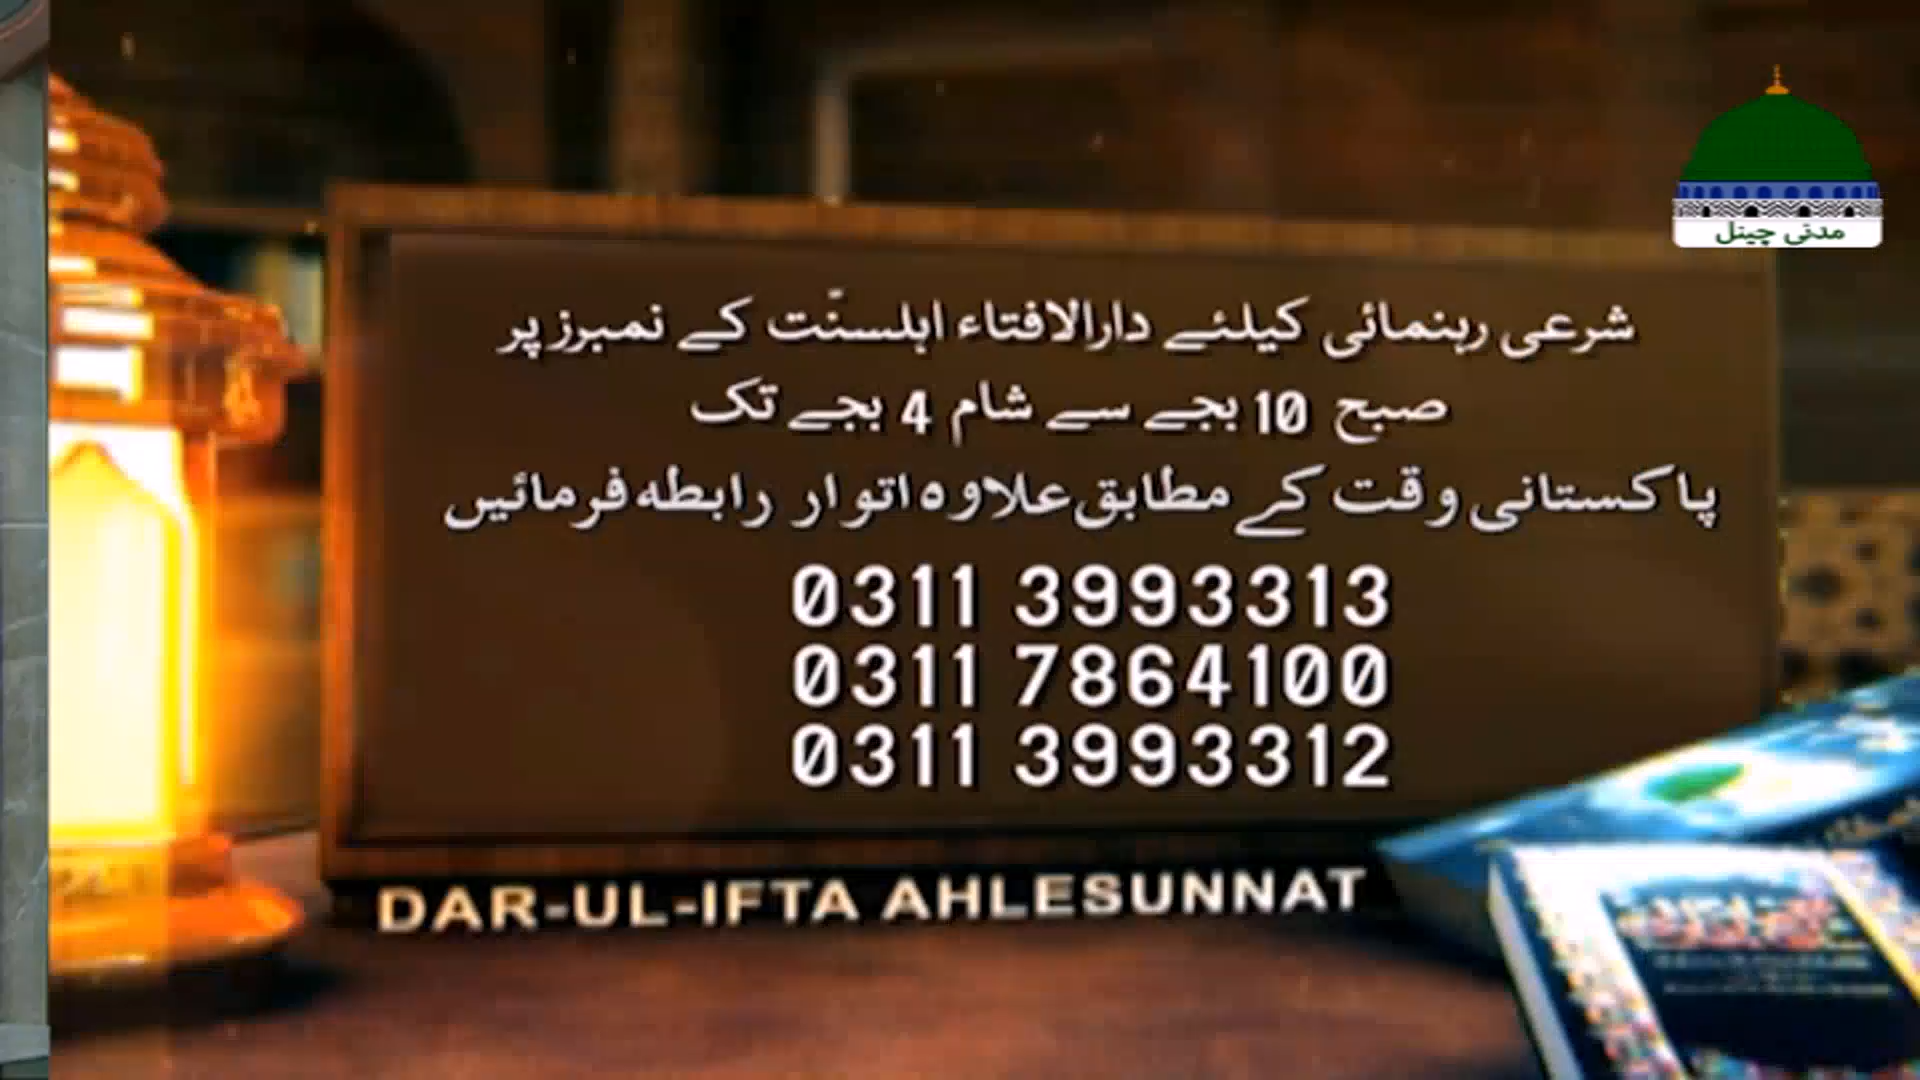 مدنی چینل
شرعی رہنمائی کیلئے دارالافتاء اہلسنّت کے نمبرز پر
صبح 10 بجے سے شام 4 بجے تک
پاکستانی وقت کے مطابق علاوہ اتوار رابطہ فرمائیں
0311 3993313
0311 7864100
0311 3993312
DAR-UL-IFTA AHLESUNNAT